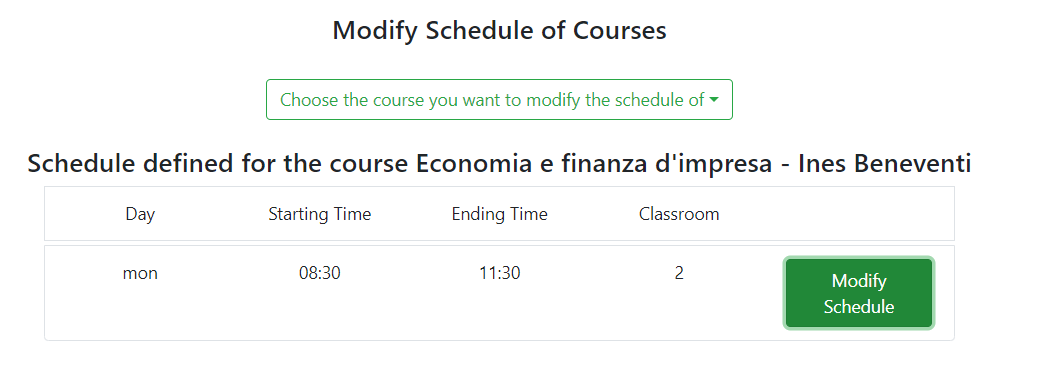 Modify Schedule of Courses
Choose the course you want to modify the schedule of
Schedule defined for the course Economia e finanza d'impresa - Ines Beneventi
Day Starting Time Ending Time Classroom
mon 08:30 11:30 2
Modify
Schedule